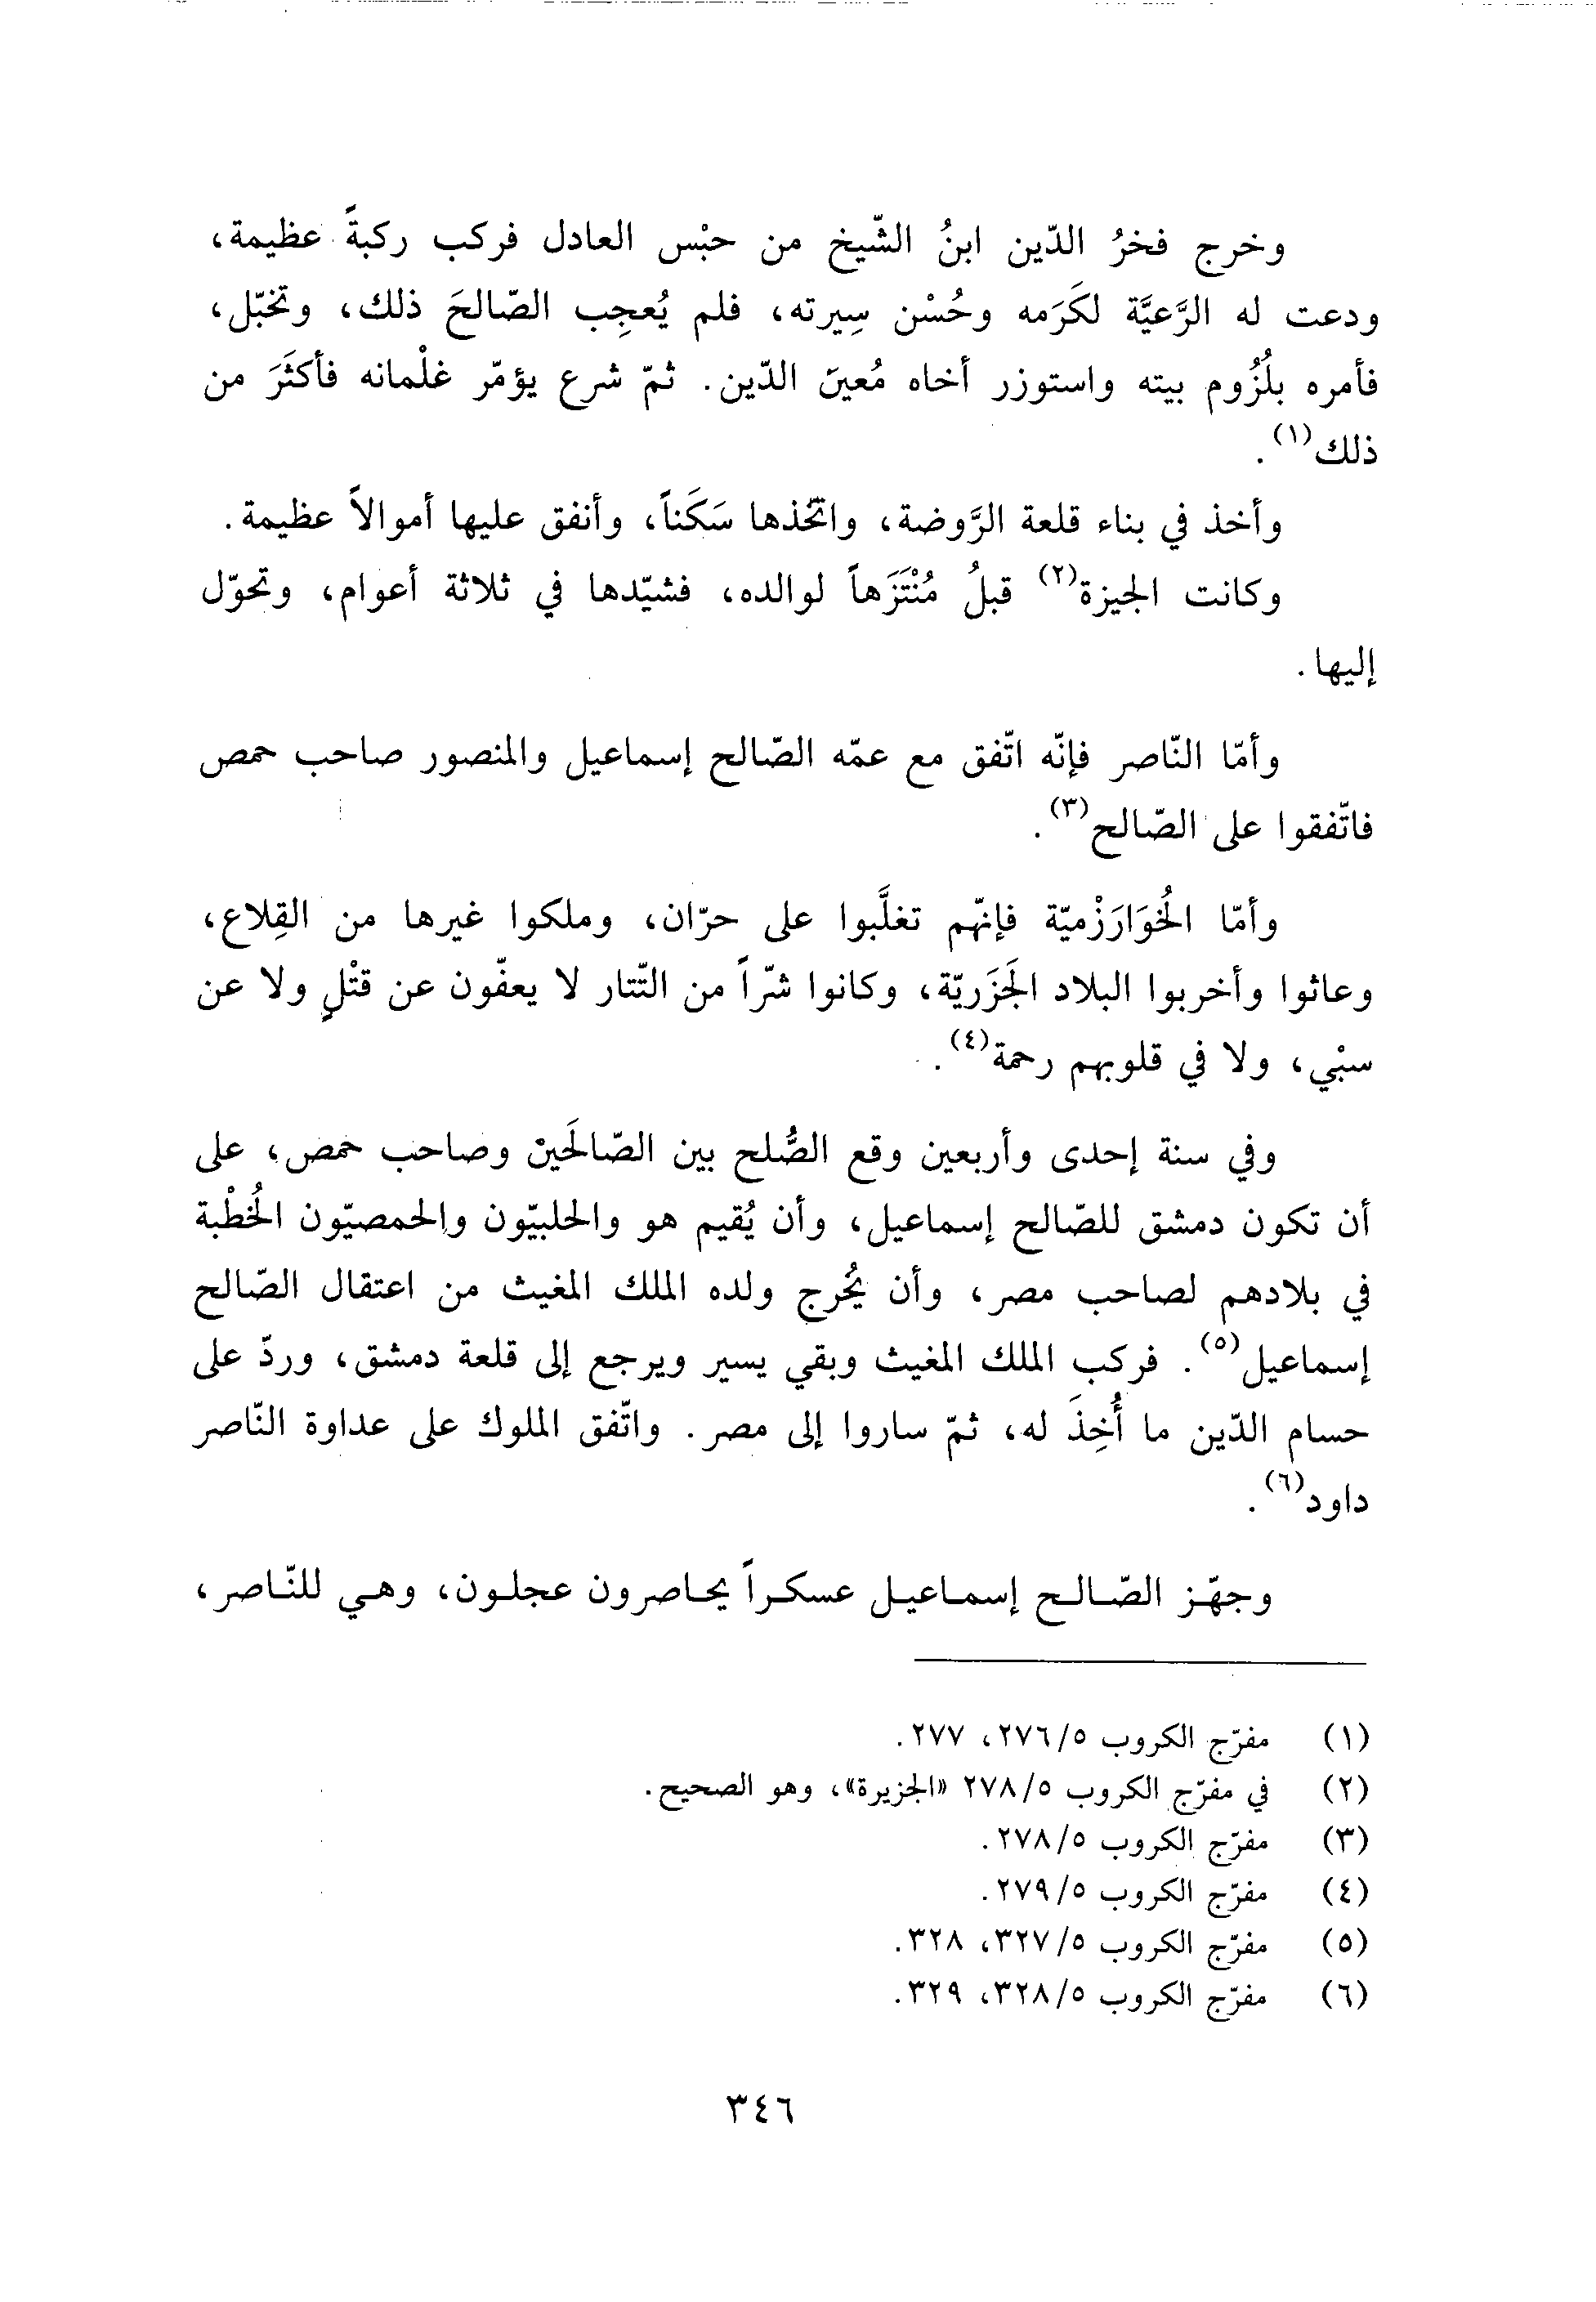 وخرج فخرُ الدّين ابنُ الشّيخ من حبْس العادل فركب ركبةً عظيمة،
ودعت له الرَّعيَّة لكَرَمه وحُسْن سِيرته، فلم يُعجِب الصّالحَ ذلك، وتخبّل،
فأمره بلُزُوم بيته واستوزر أخاه مُعينَ الدّين. ثمّ شرع يؤمّر غلْمانه فأكثَرَ من
ذلك(١).
وأخذ في بناء قلعة الرَّوضة، واتّخذها سَكَناً، وأنفق عليها أموالاً عظيمة.
وكانت الجيزة(٢) قبلُ مُنْتَزَهاً لوالده، فشيّدها في ثلاثة أعوام، وتحوّل
إليها.
وأمّا النّاصر فإنّه اتّفق مع عمّه الصّالح إسماعيل والمنصور صاحب حمص
فاتّفقوا على الصّالح(٣).
وأمّا الخُوَارَزْميّة فإنّهم تغلَّبوا على حرّان، وملكوا غيرها من القِلاع،
وعاثوا وأخربوا البلاد الجَزَريّة، وكانوا شرّاً من التّتار لا يعفّون عن قتْلٍ ولا عن
سبْي، ولا في قلوبهم رحمة(٤).
وفي سنة إحدى وأربعين وقع الصُّلح بين الصّالحَينْ وصاحب حمص، على
أن تكون دمشق للصّالح إسماعيل، وأن يُقيم هو والحلبيّون والحمصيّون الخُطْبة
في بلادهم لصاحب مصر، وأن يُخرج ولده الملك المغيث من اعتقال الصّالح
إسماعيل(٥). فركب الملك المغيث وبقي يسير ويرجع إلى قلعة دمشق، وردّ على
حسام الدّين ما أُخِذَ له، ثمّ ساروا إلى مصر. واتّفق الملوك على عداوة النّاصر
داود(٦).
وجهّز الصّالح إسماعيل عسكراً يحاصرون عجلون، وهي للنّاصر،
(١) مفرّج الكروب ٢٧٦/٥، ٢٧٧.
(٢) في مفرّج الكروب ٢٧٨/٥ «الجزيرة»، وهو الصحيح.
(٣) مفرّج الكروب ٢٧٨/٥.
(٤) مفرّج الكروب ٢٧٩/٥.
(٥) مفرّج الكروب ٣٢٧/٥، ٣٢٨.
(٦) مفرّج الكروب ٣٢٨/٥، ٣٢٩.
٣٤٦